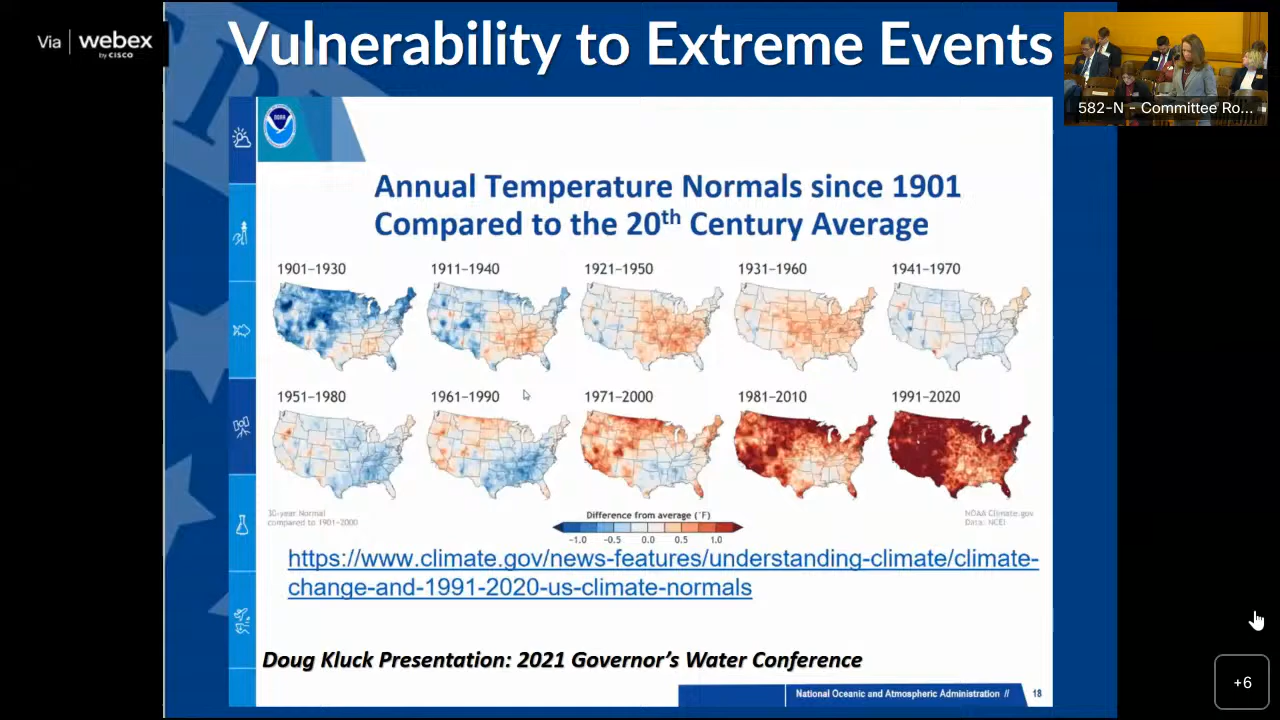 Via webex
by CISCO
Vulnerability to Extreme Events
582-N - Committee Ro...
NOAA
Annual Temperature Normals since 1901
Compared to the 20th Century Average
1901–1930
1911–1940
1921–1950
1931–1960
1941–1970
1951–1980
1961–1990
1971–2000
1981–2010
1991–2020
30-year Normal
compared to 1901–2000
Difference from average (°F)
-1.0 -0.5 0.0 0.5 1.0
NOAA Climate.gov
Data: NCEI
https://www.climate.gov/news-features/understanding-climate/climate-
change-and-1991-2020-us-climate-normals
Doug Kluck Presentation: 2021 Governor's Water Conference
National Oceanic and Atmospheric Administration // 18
+6